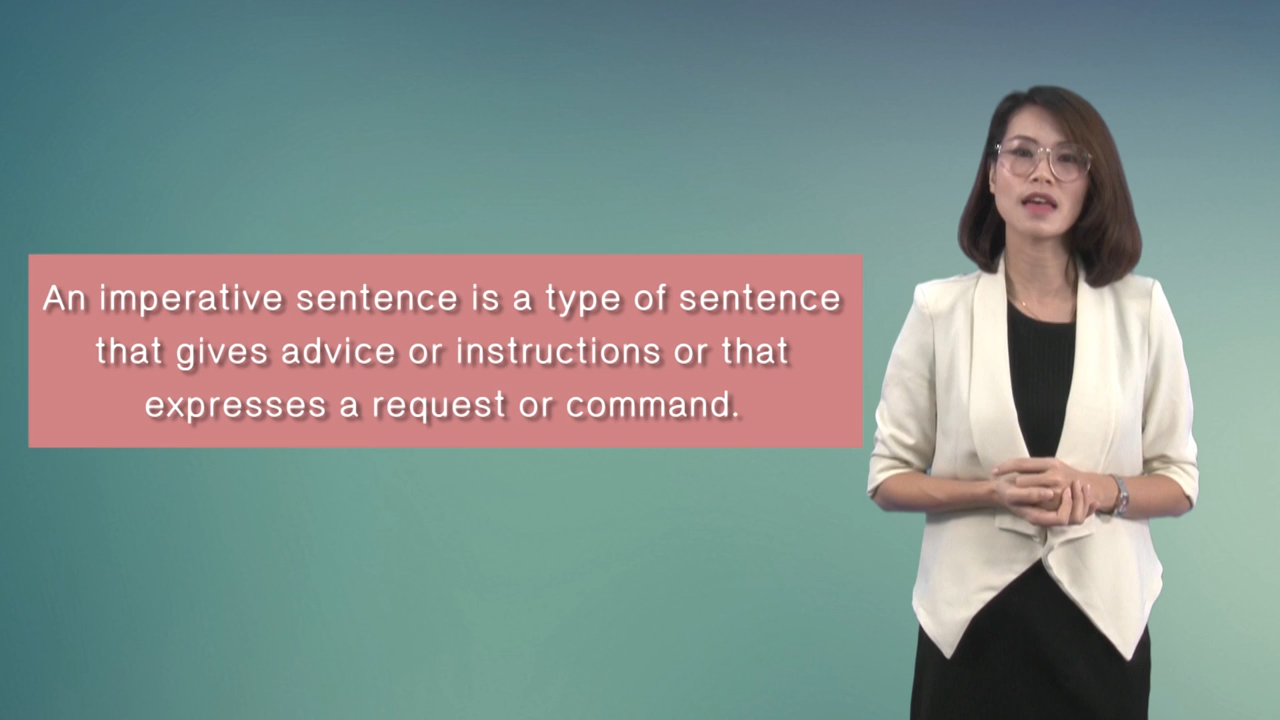 An imperative sentence is a type of sentence
that gives advice or instructions or that
expresses a request or command.